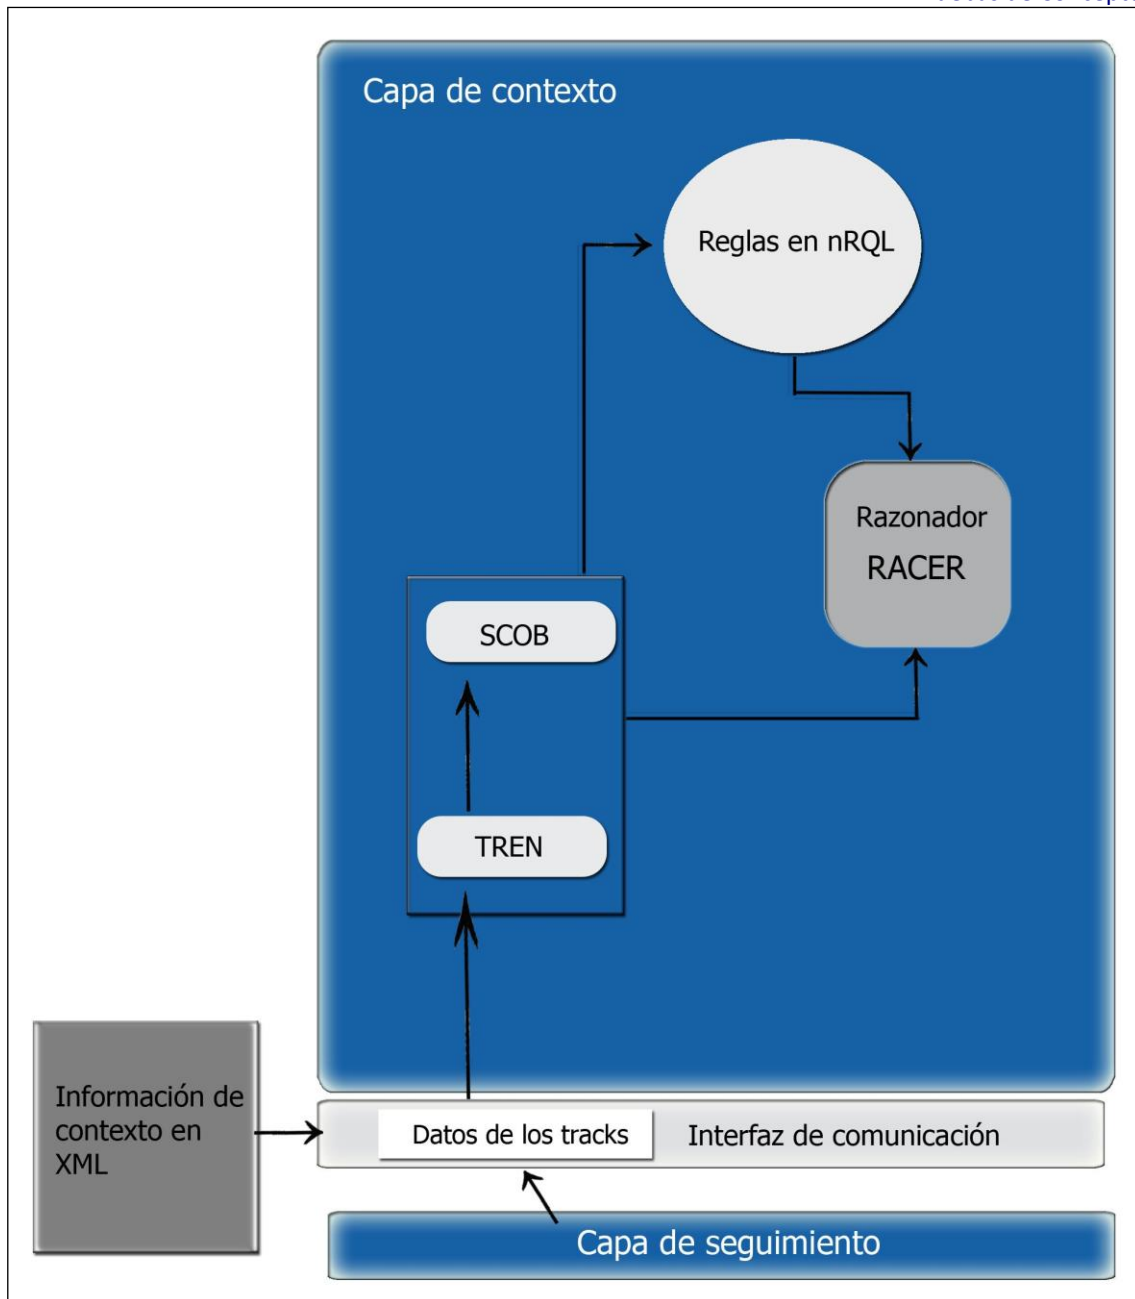 Capa de contexto
Reglas en nRQL
Razonador
RACER
SCOB
TREN
Información de
contexto en
XML
Datos de los tracks
Interfaz de comunicación
Capa de seguimiento